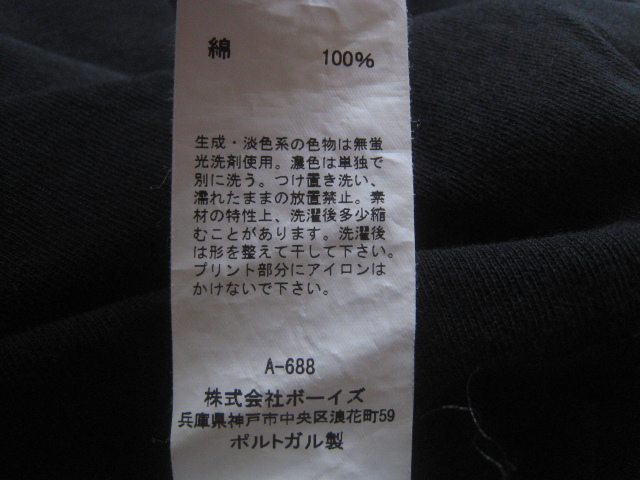 綿 100%
生成・淡色系の色物は無蛍
光洗剤使用。濃色は単独で
別に洗う。つけ置き洗い、
濡れたままの放置禁止。素
材の特性上、洗濯後多少縮
むことがあります。洗濯後
は形を整えて干して下さい。
プリント部分にアイロンは
かけないで下さい。
A-688
株式会社ボーイズ
兵庫県神戸市中央区浪花町59
ポルトガル製